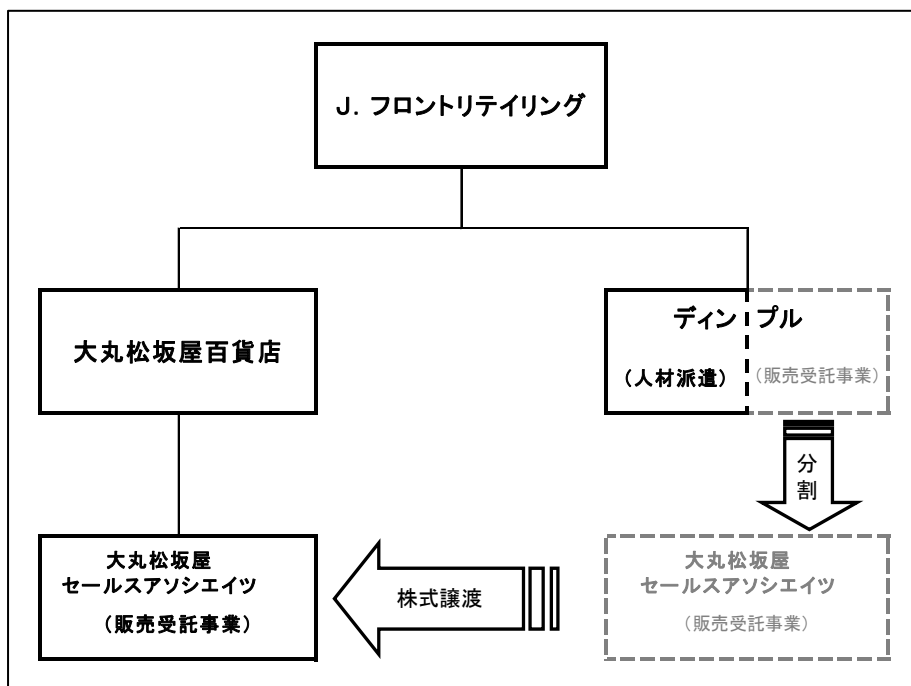 J．フロントリテイリング
大丸松坂屋百貨店
ディンプル
（人材派遣）
（販売受託事業）
分割
大丸松坂屋
セールスアソシエイツ
（販売受託事業）
株式譲渡
大丸松坂屋
セールスアソシエイツ
（販売受託事業）